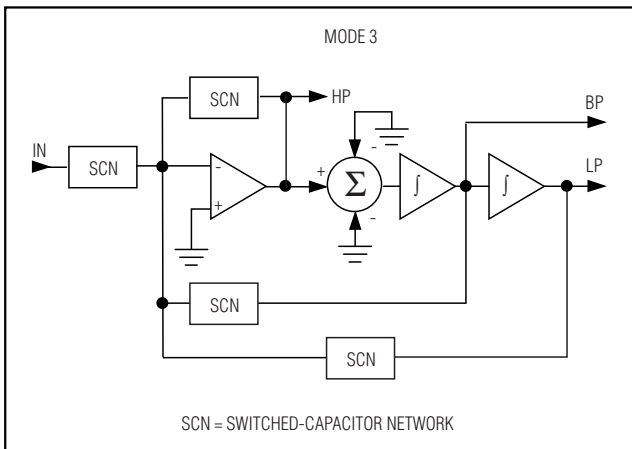 MODE 3
SCN
HP
BP
IN
SCN
-
+
+
-
Σ
-
∫
∫
LP
SCN
SCN
SCN = SWITCHED-CAPACITOR NETWORK